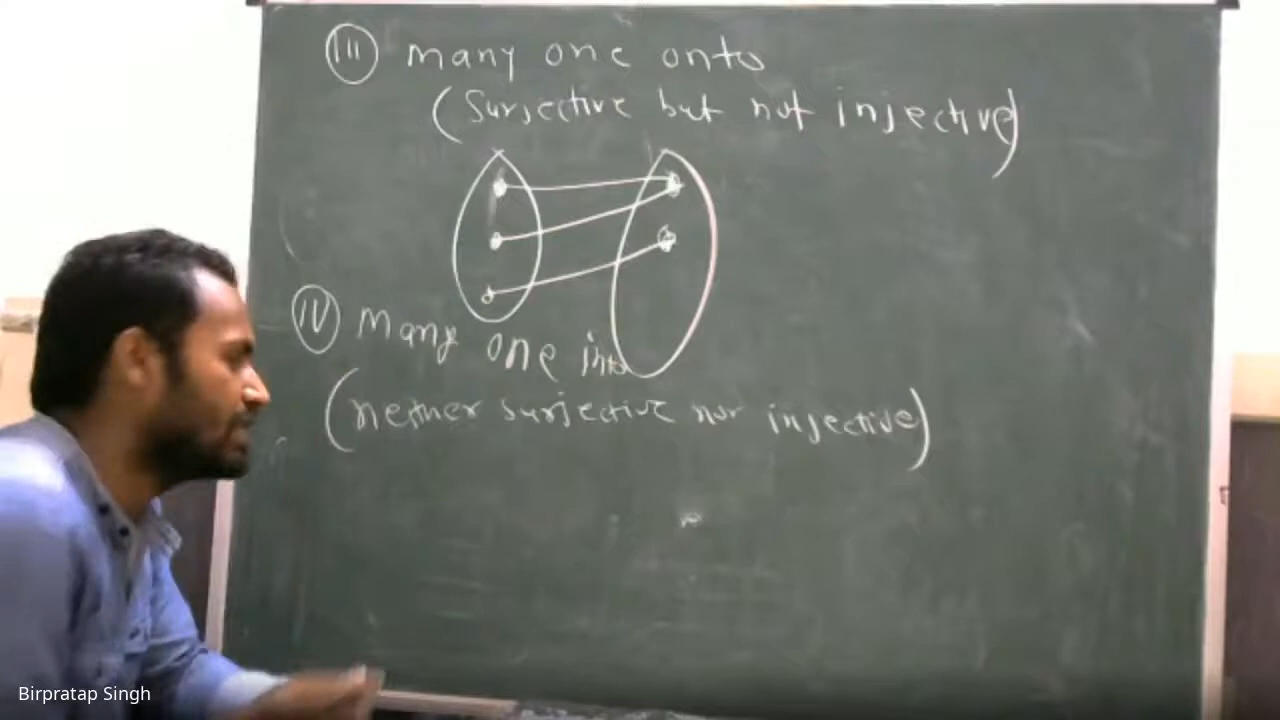 III many one onto
(Surjective but not injective)
IV Many one into
(neither surjective nor injective)
Birpratap Singh